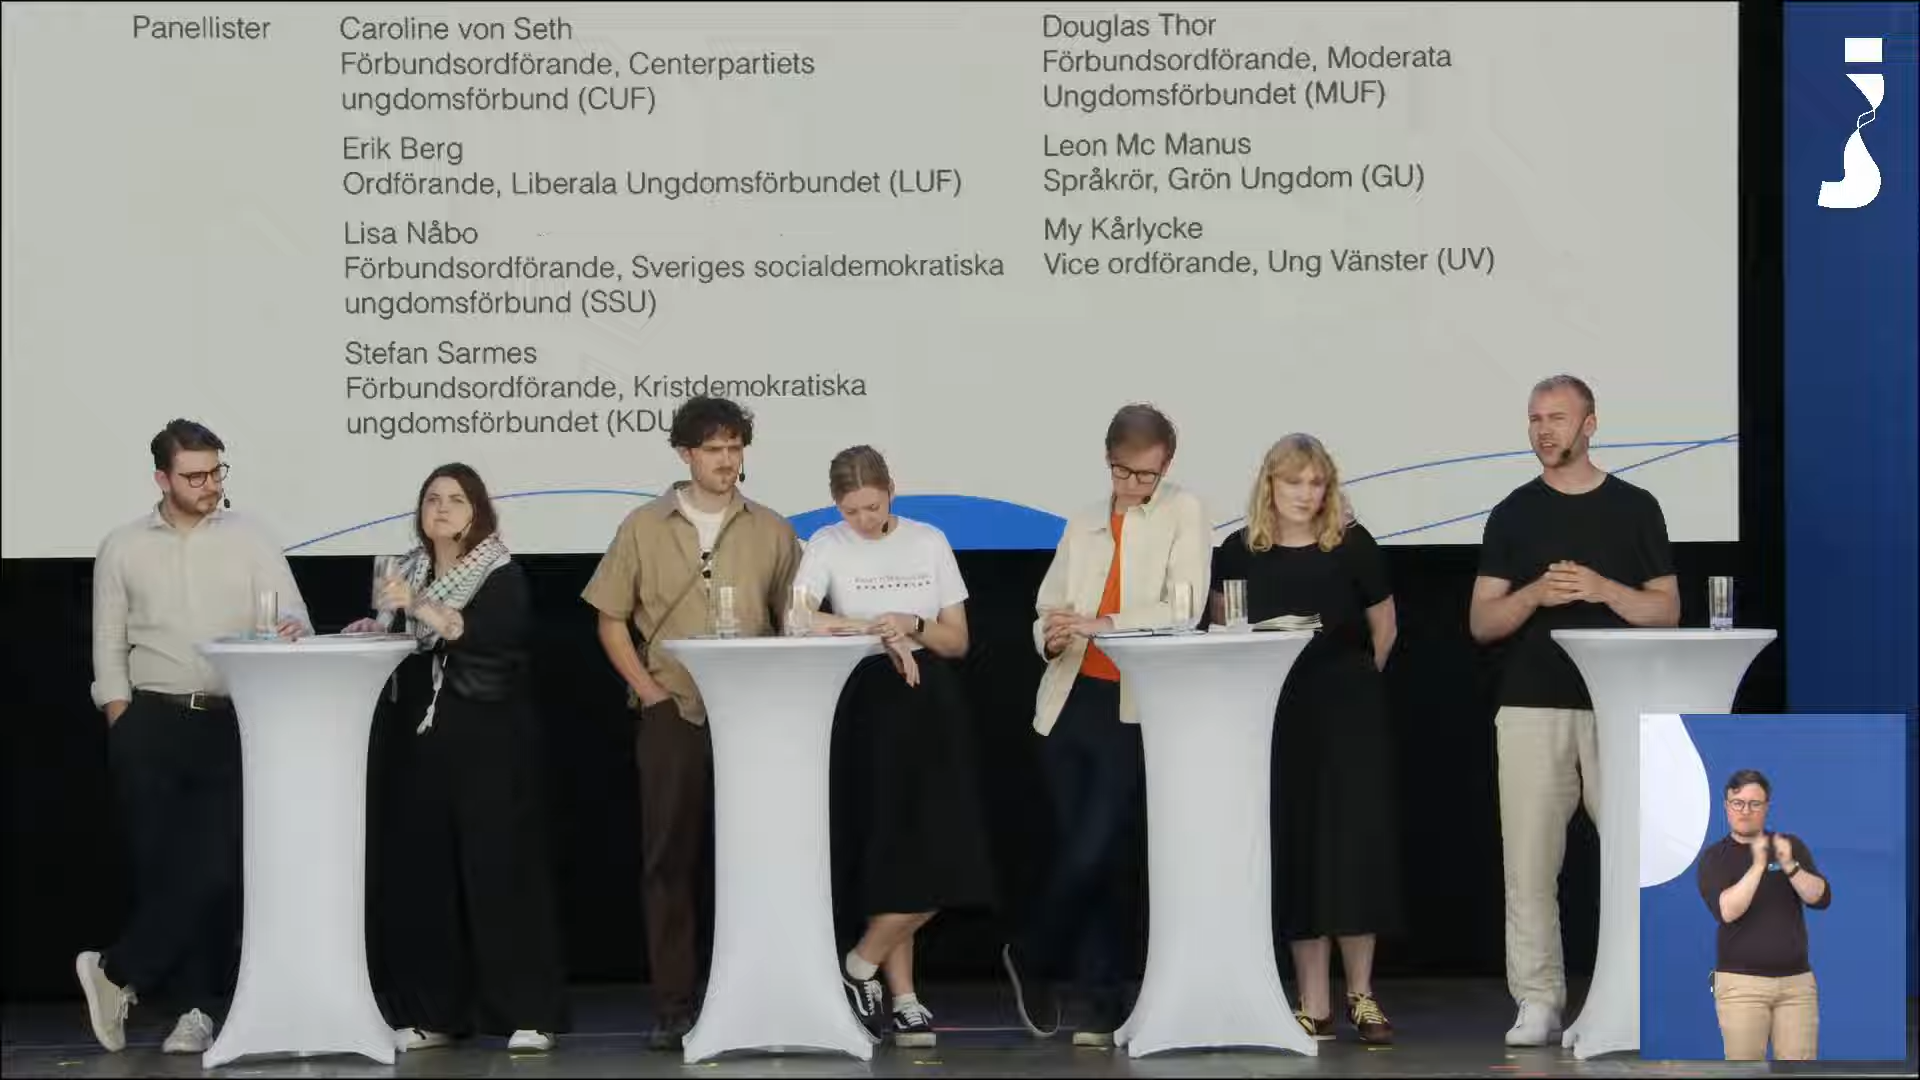 Panellister
Caroline von Seth
Förbundsordförande, Centerpartiets
ungdomsförbund (CUF)
Erik Berg
Ordförande, Liberala Ungdomsförbundet (LUF)
Lisa Nåbo
Förbundsordförande, Sveriges socialdemokratiska
ungdomsförbund (SSU)
Stefan Sarmes
Förbundsordförande, Kristdemokratiska
ungdomsförbundet (KDU
Douglas Thor
Förbundsordförande, Moderata
Ungdomsförbundet (MUF)
Leon Mc Manus
Språkrör, Grön Ungdom (GU)
My Kårlycke
Vice ordförande, Ung Vänster (UV)